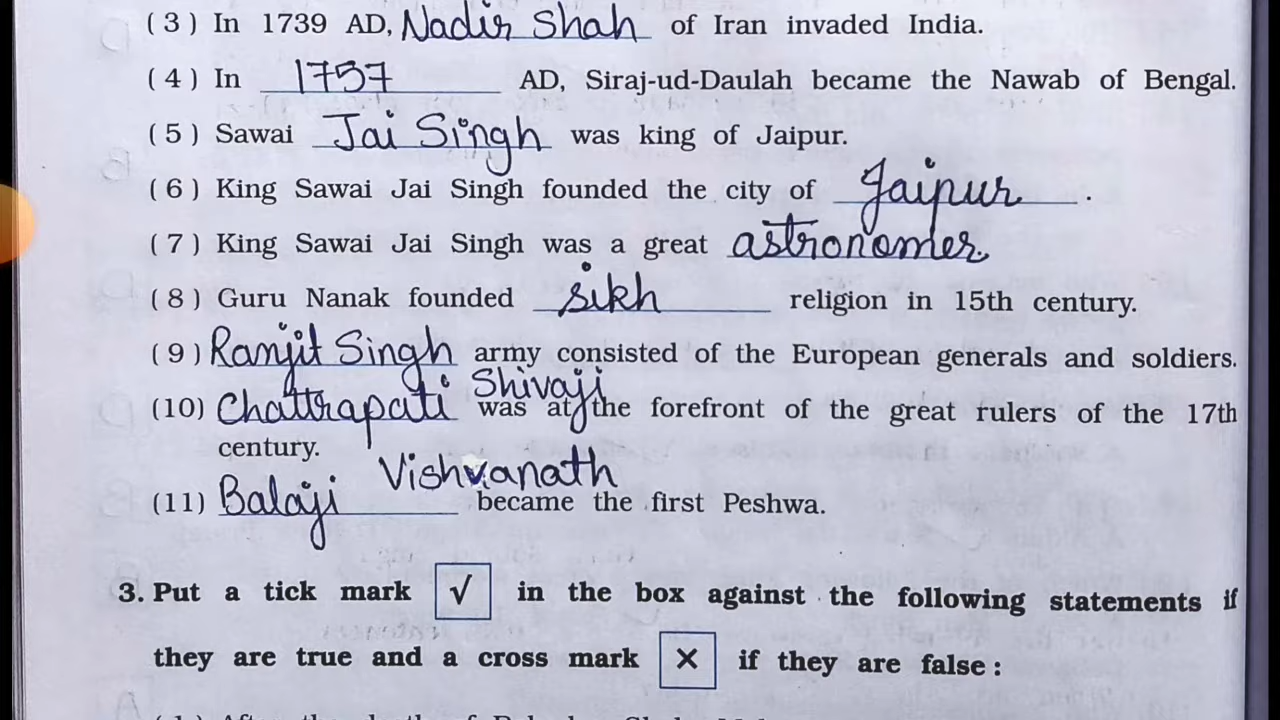 (3) In 1739 AD, Nadir Shah of Iran invaded India.
(4) In 1757 AD, Siraj-ud-Daulah became the Nawab of Bengal.
(5) Sawai Jai Singh was king of Jaipur.
(6) King Sawai Jai Singh founded the city of Jaipur.
(7) King Sawai Jai Singh was a great astronomer.
(8) Guru Nanak founded sikh religion in 15th century.
(9) Ranjit Singh army consisted of the European generals and soldiers.
(10) Chattrapati Shivaji was at the forefront of the great rulers of the 17th
century.
(11) Balaji Vishvanath became the first Peshwa.
3. Put a tick mark √ in the box against the following statements if
they are true and a cross mark × if they are false :